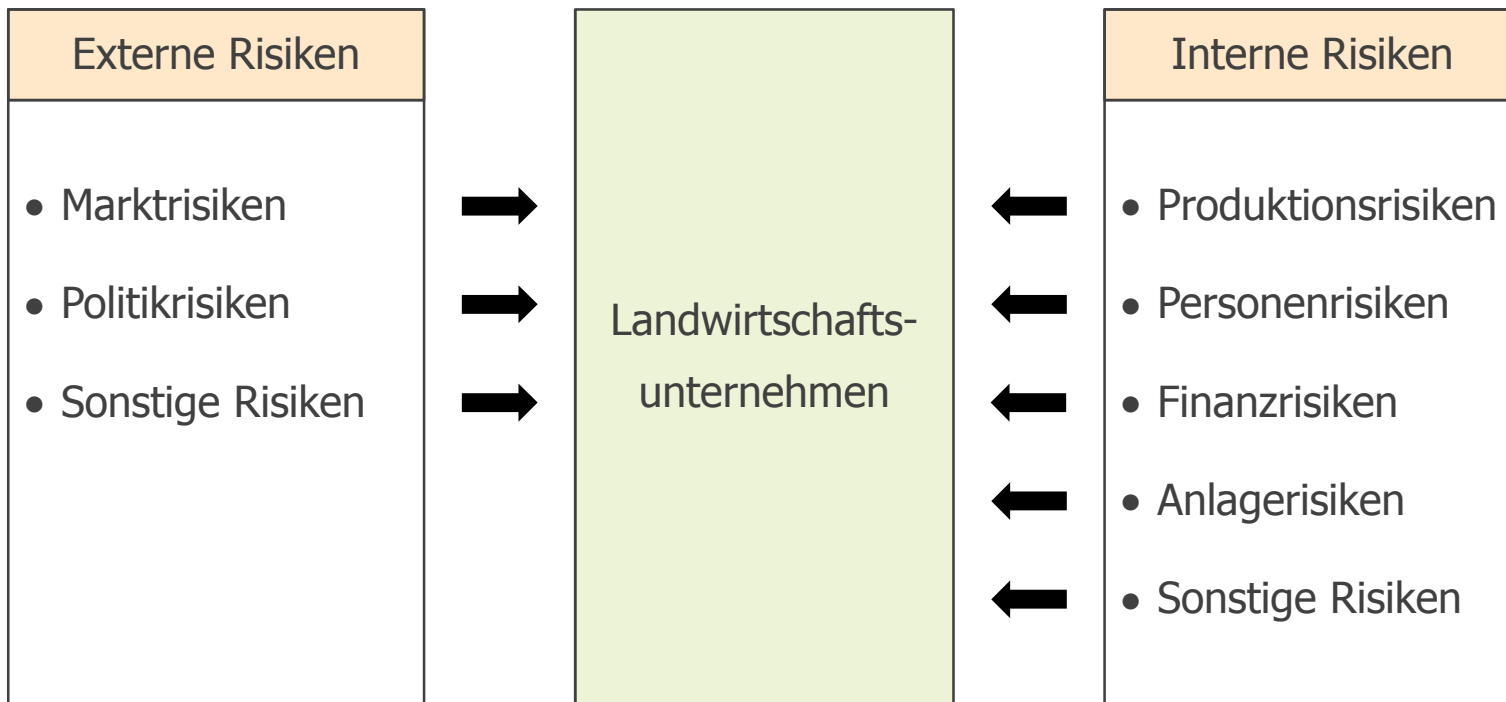 Externe Risiken
• Marktrisiken
• Politikrisiken
• Sonstige Risiken
Landwirtschafts-
unternehmen
Interne Risiken
• Produktionsrisiken
• Personenrisiken
• Finanzrisiken
• Anlagerisiken
• Sonstige Risiken